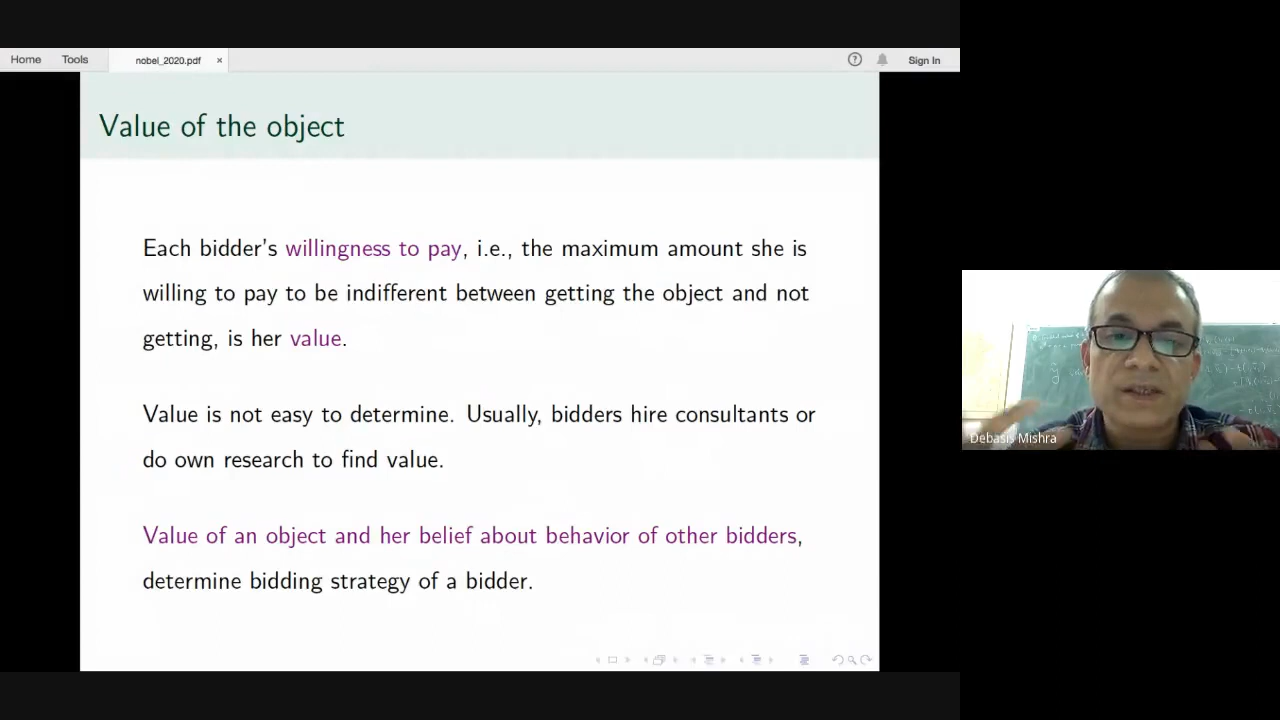 Home Tools nobel_2020.pdf × Sign In
Value of the object
Each bidder's willingness to pay, i.e., the maximum amount she is
willing to pay to be indifferent between getting the object and not
getting, is her value.
Value is not easy to determine. Usually, bidders hire consultants or
do own research to find value.
Value of an object and her belief about behavior of other bidders,
determine bidding strategy of a bidder.
Debasis Mishra